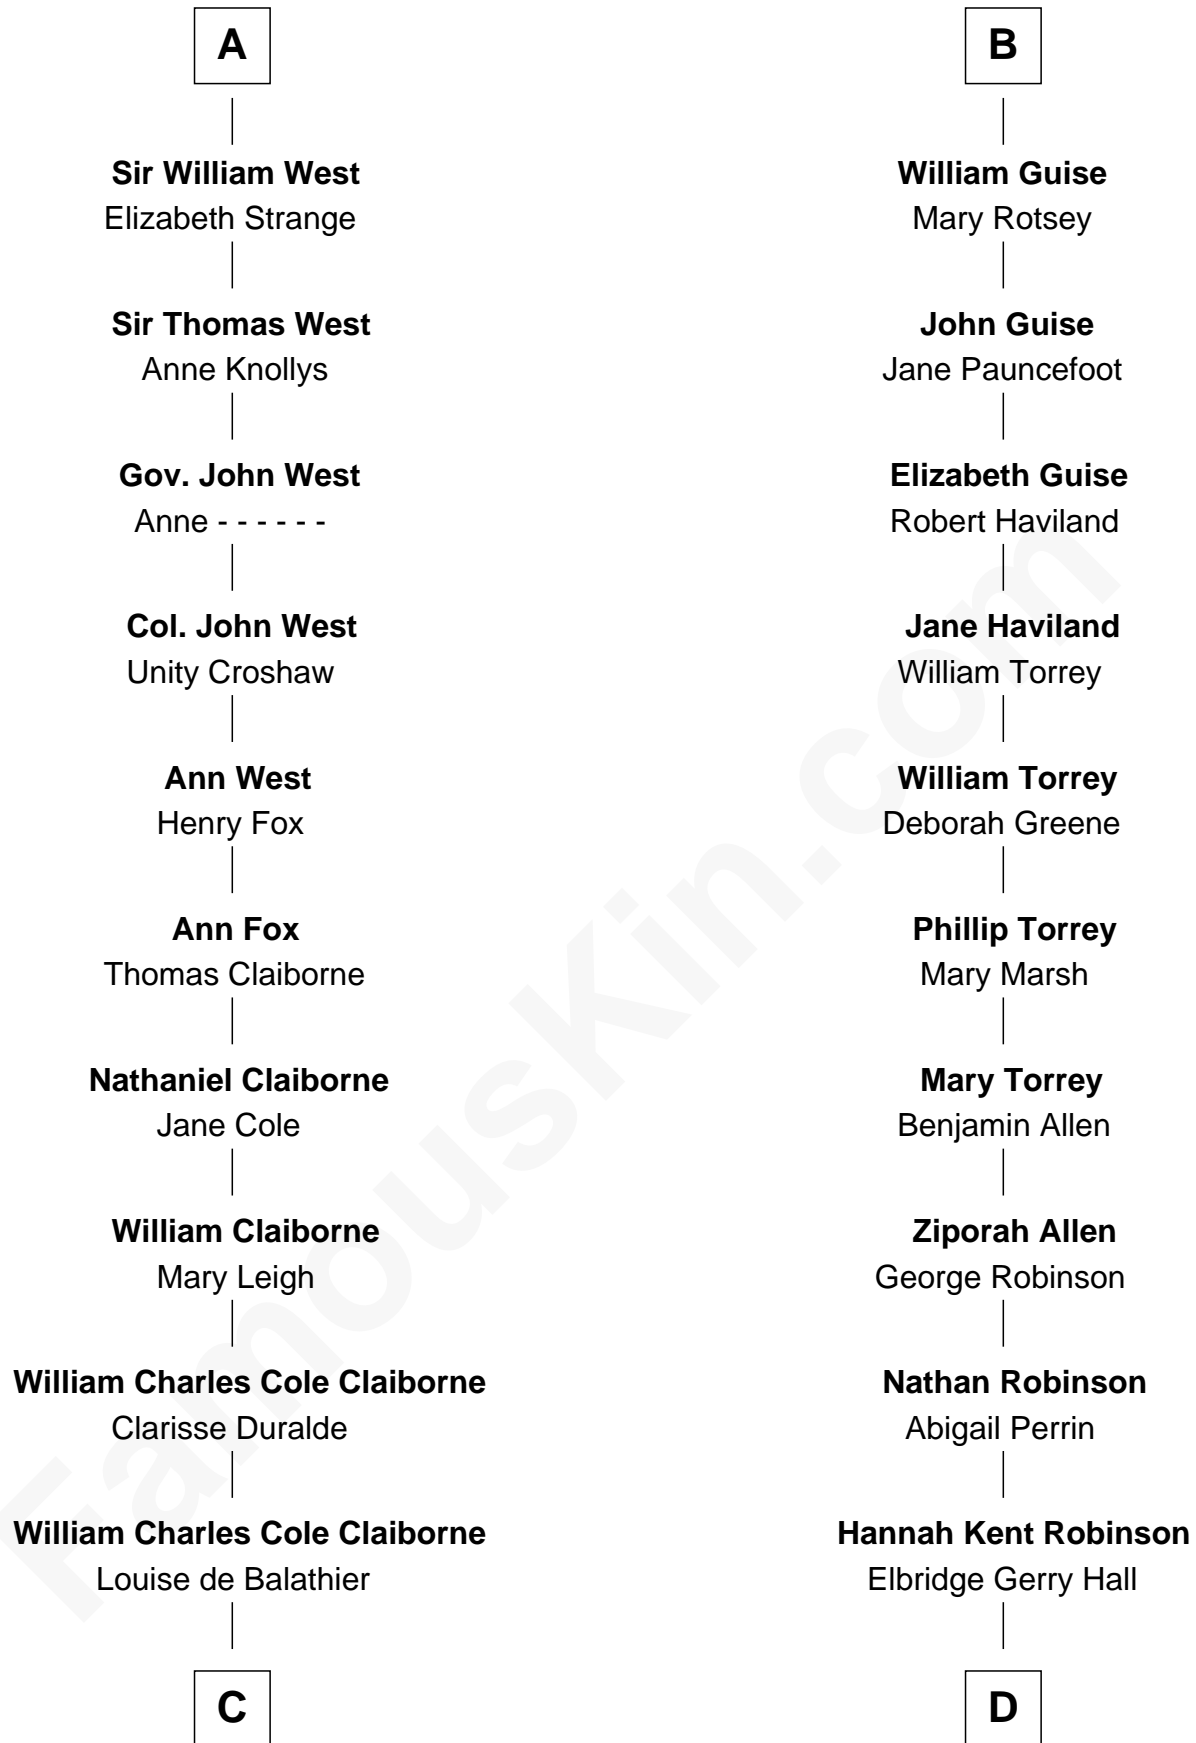 A
Sir William West
Elizabeth Strange
Sir Thomas West
Anne Knollys
Gov. John West
Anne - - - - - -
Col. John West
Unity Croshaw
Ann West
Henry Fox
Ann Fox
Thomas Claiborne
Nathaniel Claiborne
Jane Cole
William Claiborne
Mary Leigh
William Charles Cole Claiborne
Clarisse Duralde
William Charles Cole Claiborne
Louise de Balathier
C
B
William Guise
Mary Rotsey
John Guise
Jane Pauncefoot
Elizabeth Guise
Robert Haviland
Jane Haviland
William Torrey
William Torrey
Deborah Greene
Phillip Torrey
Mary Marsh
Mary Torrey
Benjamin Allen
Ziporah Allen
George Robinson
Nathan Robinson
Abigail Perrin
Hannah Kent Robinson
Elbridge Gerry Hall
D
FamousKin.com